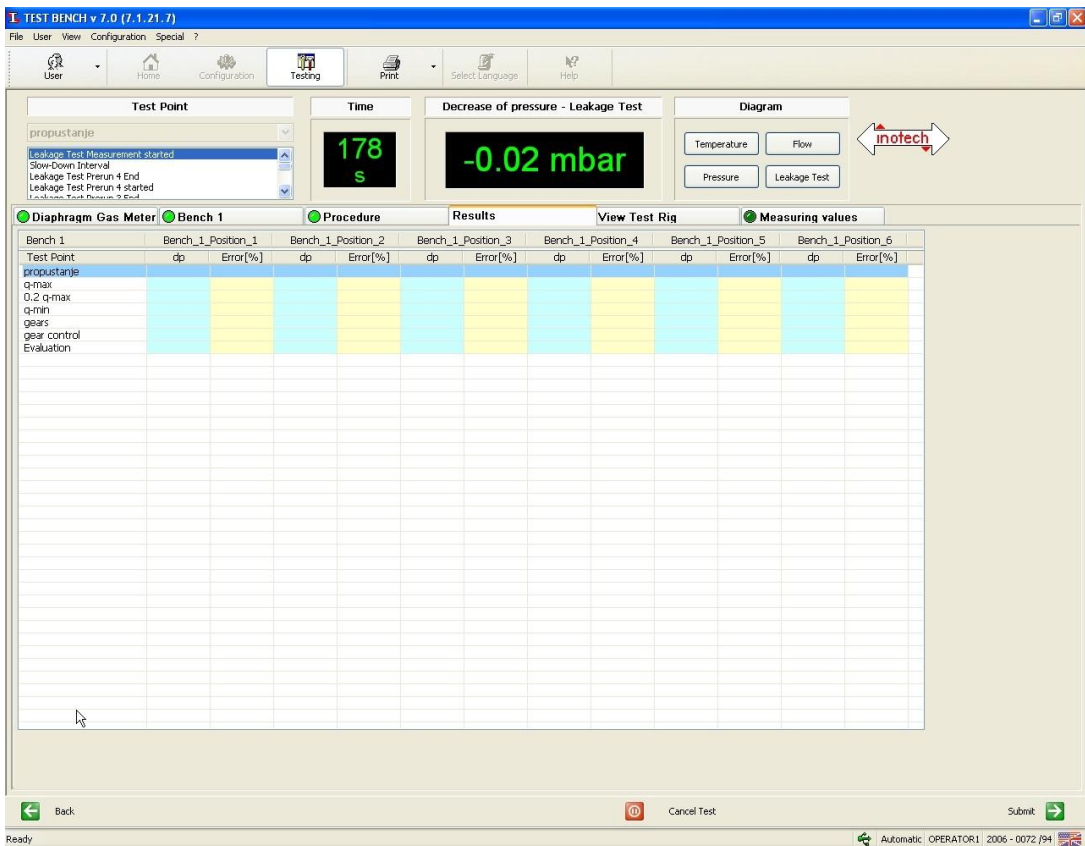 TEST BENCH v 7.0 (7.1.21.7)
File User View Configuration Special ?
User Home Configuration Testing Print Select Language Help
Test Point Time Decrease of pressure - Leakage Test Diagram
propustanje
Leakage Test Measurement started
Slow-Down Interval
Leakage Test Prerun 4 End
Leakage Test Prerun 4 started
Leakage Test Prerun 3 End
178
s
-0.02 mbar
Temperature Flow
Pressure Leakage Test
inotech
Diaphragm Gas Meter Bench 1 Procedure Results View Test Rig Measuring values
Bench 1 Bench_1_Position_1 Bench_1_Position_2 Bench_1_Position_3 Bench_1_Position_4 Bench_1_Position_5 Bench_1_Position_6
Test Point dp Error[%] dp Error[%] dp Error[%] dp Error[%] dp Error[%] dp Error[%]
propustanje
q-max
0.2 q-max
q-min
gears
gear control
Evaluation
Back Cancel Test Submit
Ready Automatic OPERATOR1 2006 - 0072 /94